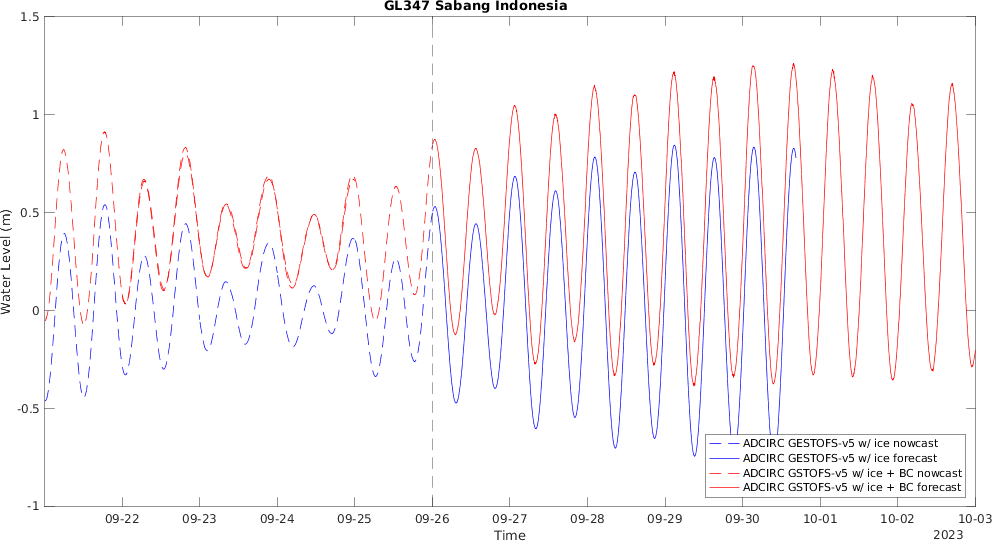 GL347 Sabang Indonesia
1.5
1
0.5
0
-0.5
-1
Water Level (m)
09-22 09-23 09-24 09-25 09-26 09-27 09-28 09-29 09-30 10-01 10-02 10-03
Time
2023
ADCIRC GESTOFS-v5 w/ ice nowcast
ADCIRC GESTOFS-v5 w/ ice forecast
ADCIRC GSTOFS-v5 w/ ice + BC nowcast
ADCIRC GSTOFS-v5 w/ ice + BC forecast